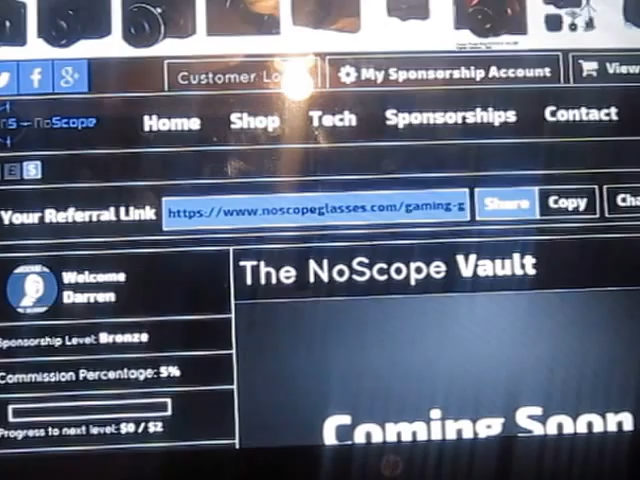 Customer Lo
My Sponsorship Account
View
NoScope
Home Shop Tech Sponsorships Contact
E S
Your Referral Link https://www.noscopeglasses.com/gaming-g Share Copy Cha
Welcome
Darren
The NoScope Vault
Sponsorship Level: Bronze
Commission Percentage: 5%
Coming Soon
Progress to next level: $0 / $2